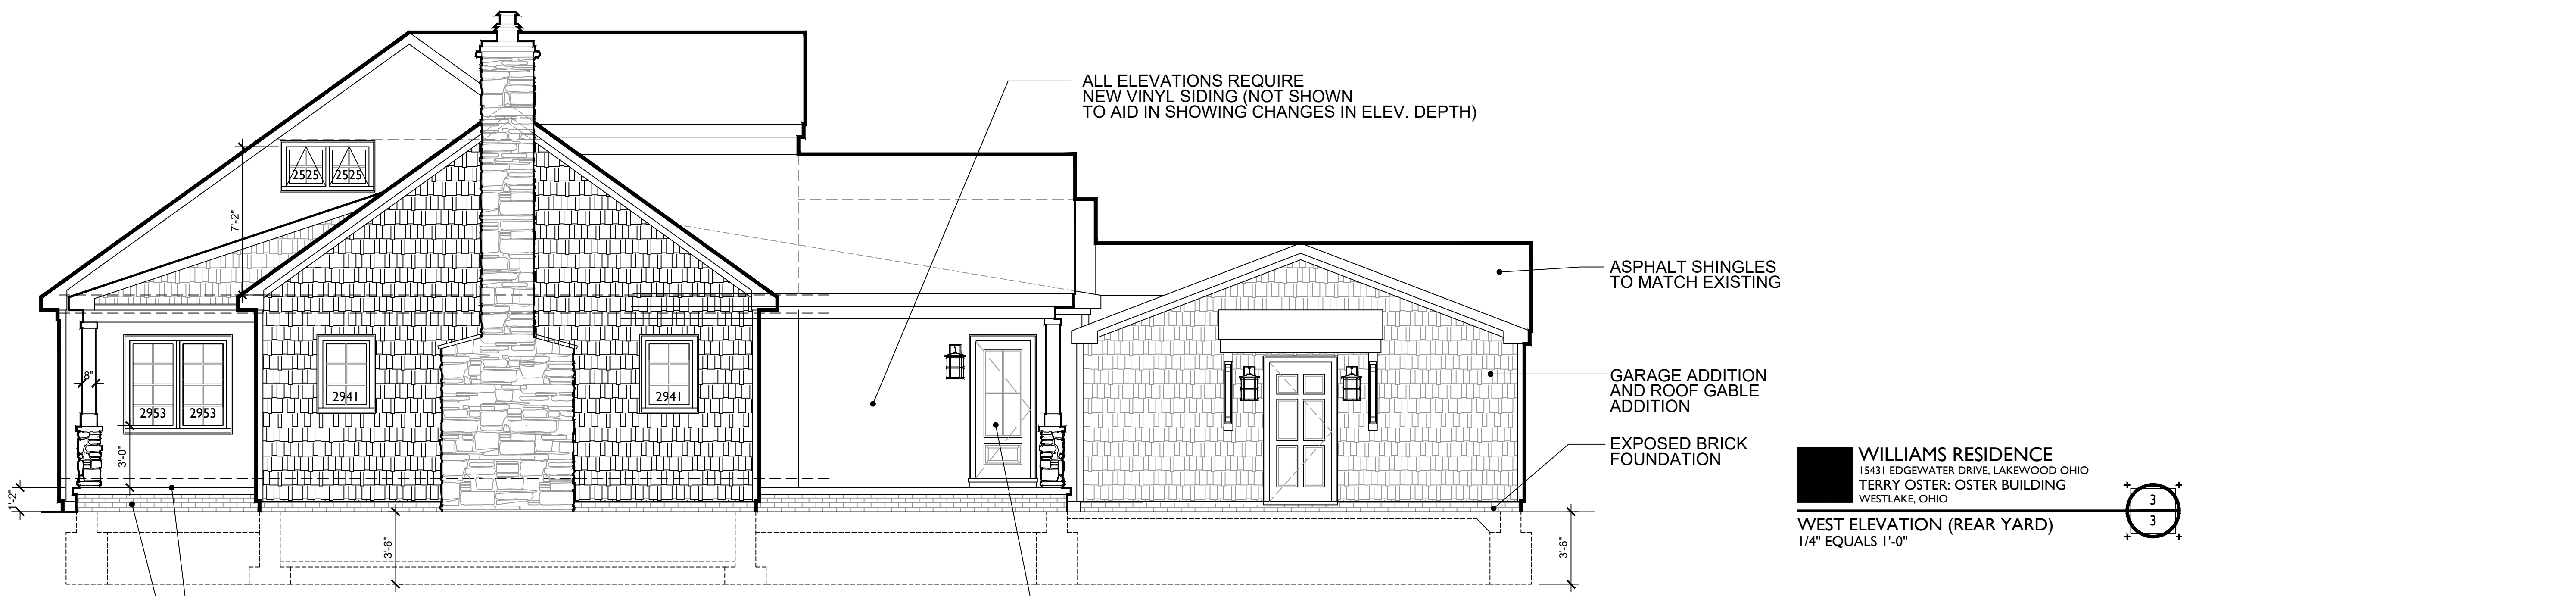 ALL ELEVATIONS REQUIRE
NEW VINYL SIDING (NOT SHOWN
TO AID IN SHOWING CHANGES IN ELEV. DEPTH)
2525
2525
7'-2"
ASPHALT SHINGLES
TO MATCH EXISTING
8"
2953
2953
2941
2941
GARAGE ADDITION
AND ROOF GABLE
ADDITION
3'-0"
EXPOSED BRICK
FOUNDATION
1'-2"
3'-6"
3'-6"
WILLIAMS RESIDENCE
15431 EDGEWATER DRIVE, LAKEWOOD OHIO
TERRY OSTER: OSTER BUILDING
WESTLAKE, OHIO
WEST ELEVATION (REAR YARD)
1/4" EQUALS 1'-0"
3
3